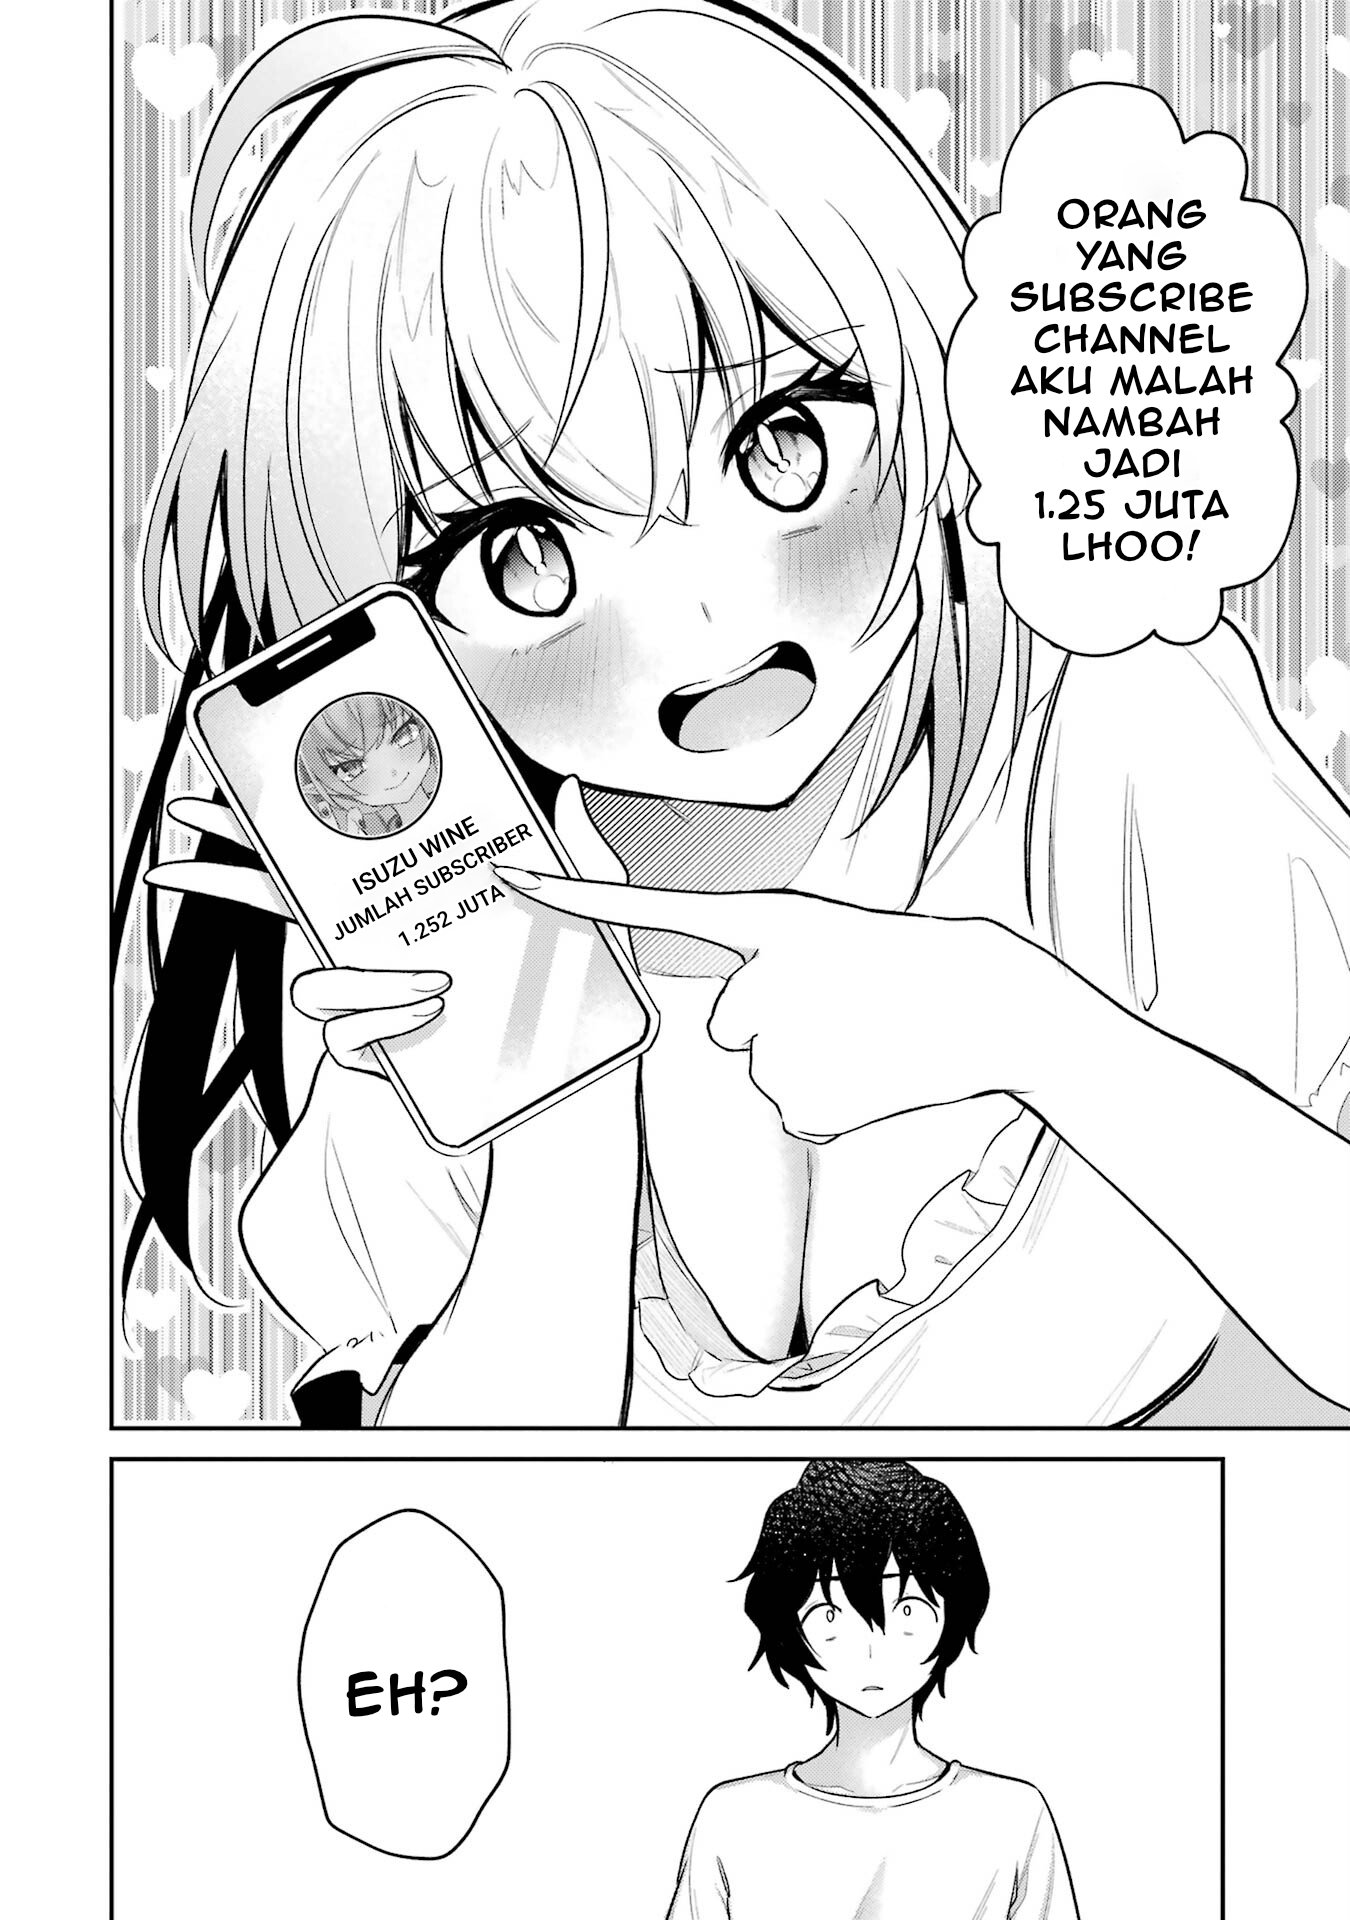 ORANG
YANG
SUBSCRIBE
CHANNEL
AKU MALAH
NAMBAH
JADI
1.25 JUTA
LHOO!
ISUZU WINE
JUMLAH SUBSCRIBER
1.252 JUTA
EH?